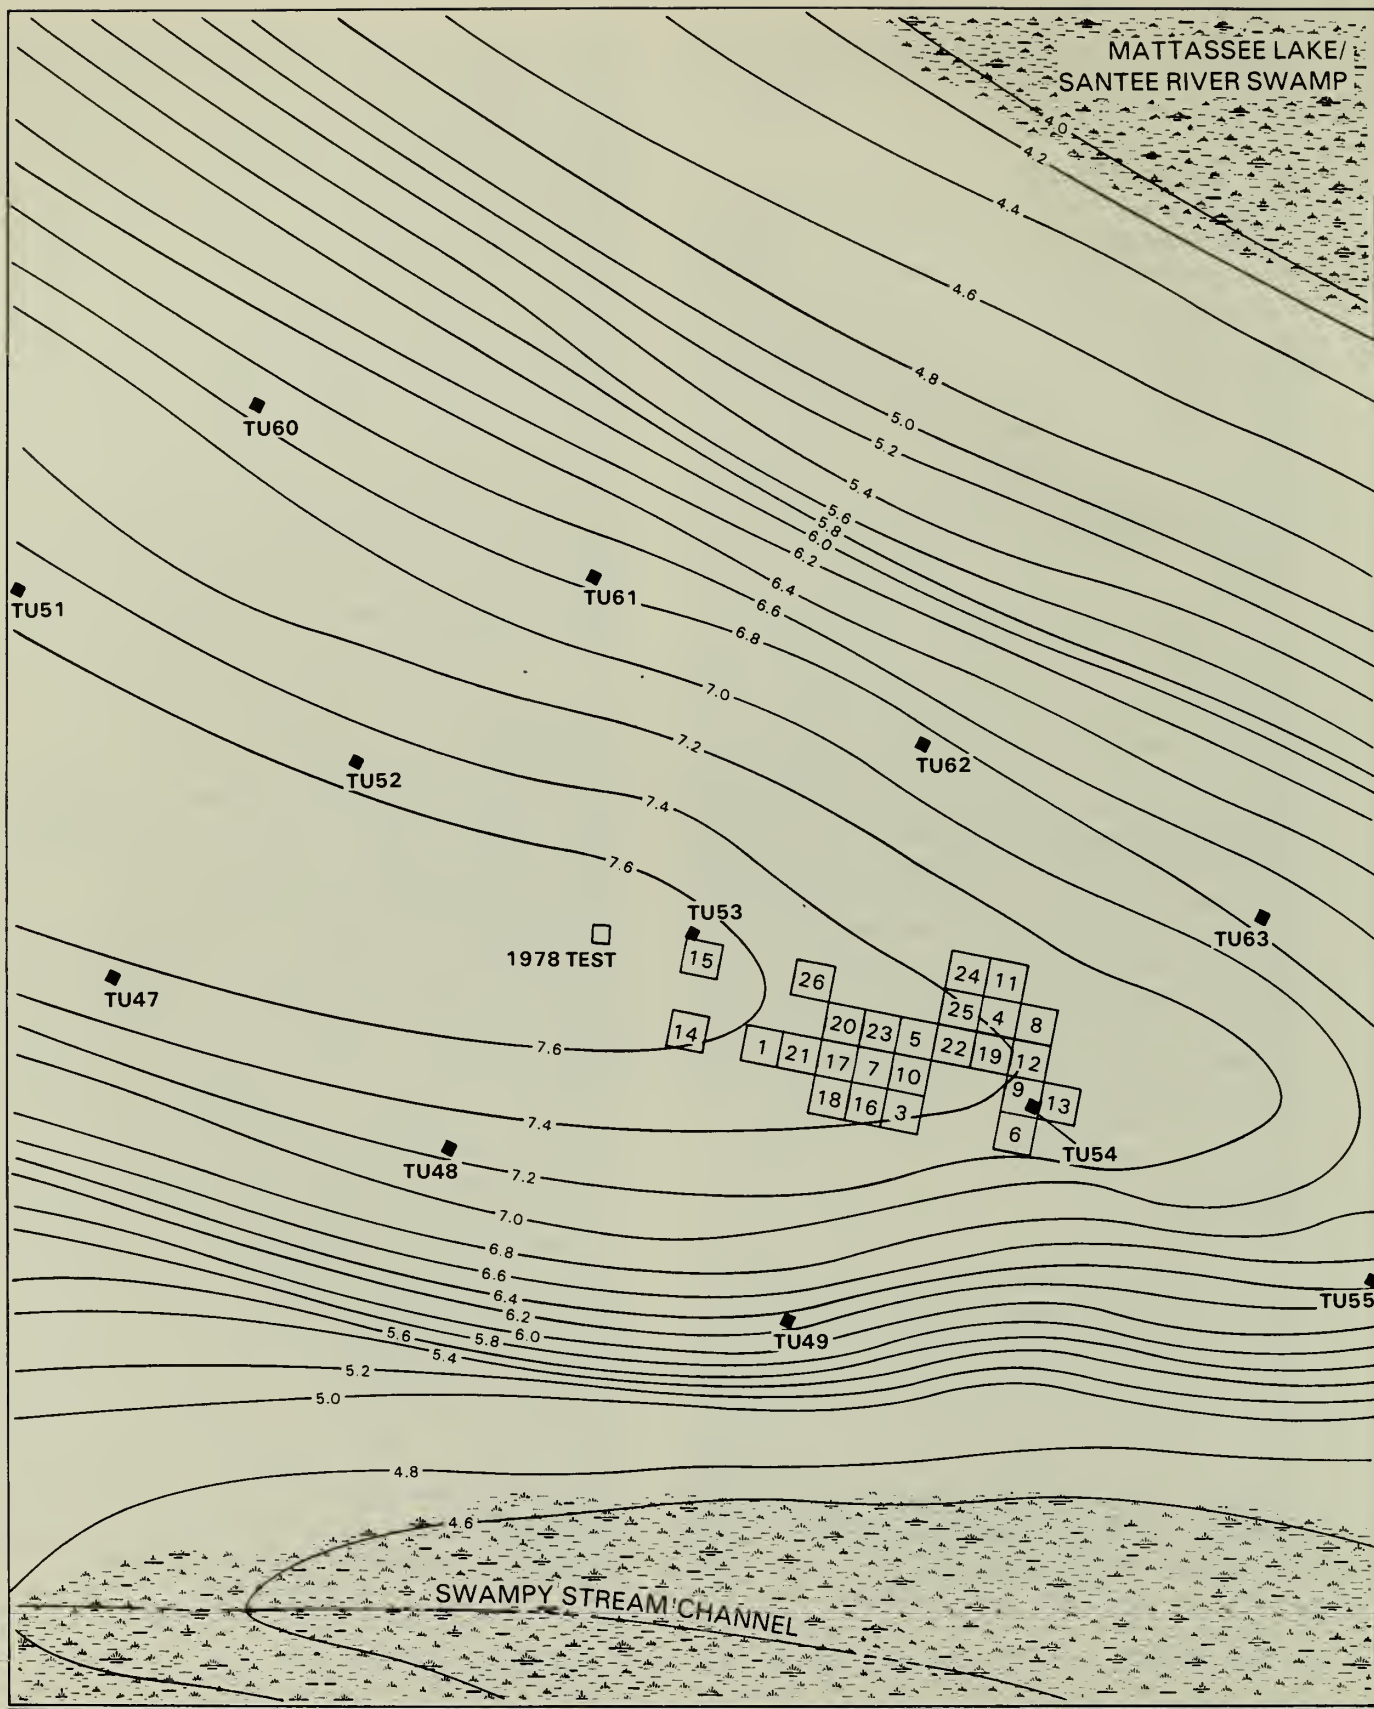 MATTASSEE LAKE/
SANTEE RIVER SWAMP
4.0
4.2
4.4
4.6
4.8
5.0
5.2
5.4
5.6
5.8
6.0
6.2
6.4
6.6
6.8
7.0
7.2
7.4
7.6
TU60
TU61
TU51
TU62
TU52
TU53
1978 TEST
TU63
TU47
15
14
26
24 11
25 4 8
20 23 5 22 19 12
1 21 17 7 10
9 13
18 16 3
6
TU54
TU48
7.6
7.4
7.2
7.0
6.8
6.6
6.4
6.2
6.0
5.8
5.6
5.4
5.2
5.0
4.8
4.6
TU55
TU49
SWAMPY STREAM CHANNEL